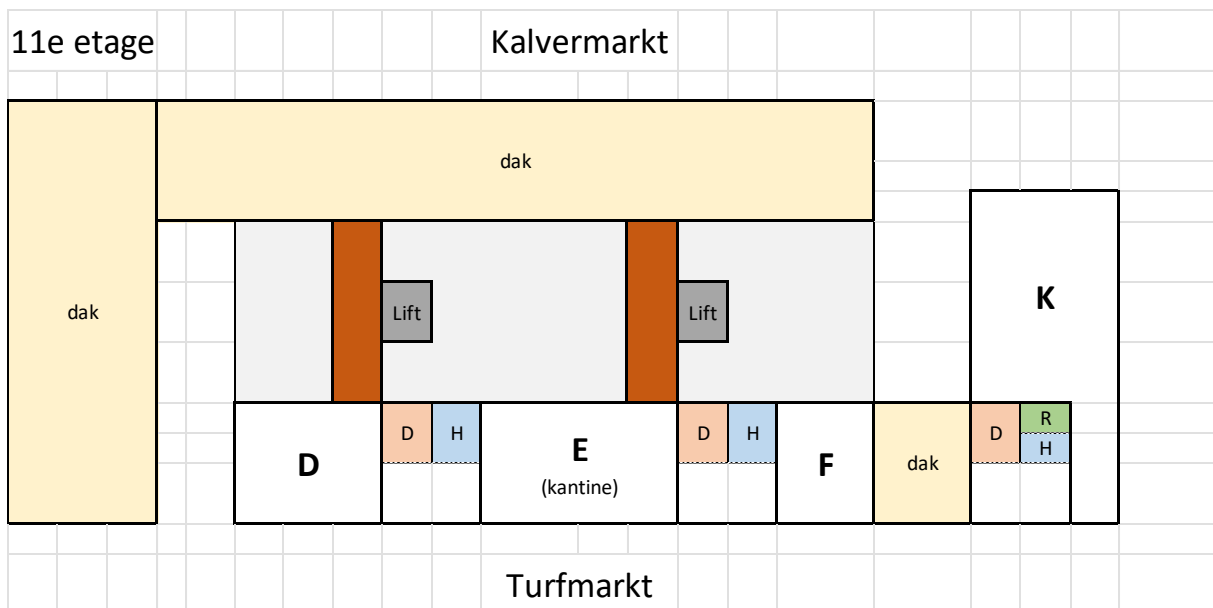 11e etage
Kalvermarkt
dak
dak
Lift
Lift
K
D
D
H
E
(kantine)
D
H
F
dak
D
R
H
Turfmarkt